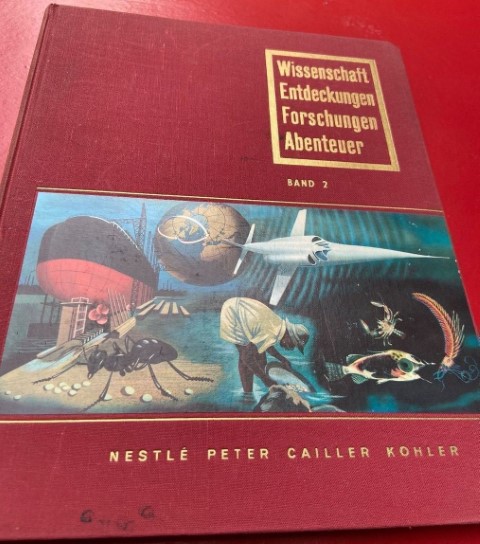 Wissenschaft
Entdeckungen
Forschungen
Abenteuer
BAND 2
NESTLÉ PETER CAILLER KOHLER